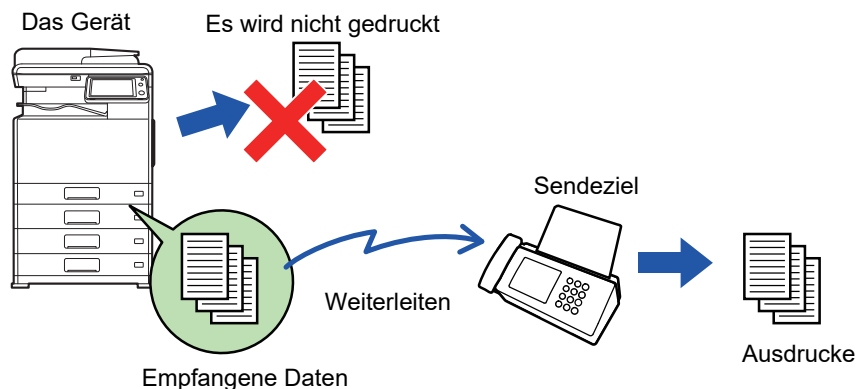 Das Gerät
Es wird nicht gedruckt
Sendeziel
Weiterleiten
Ausdrucke
Empfangene Daten